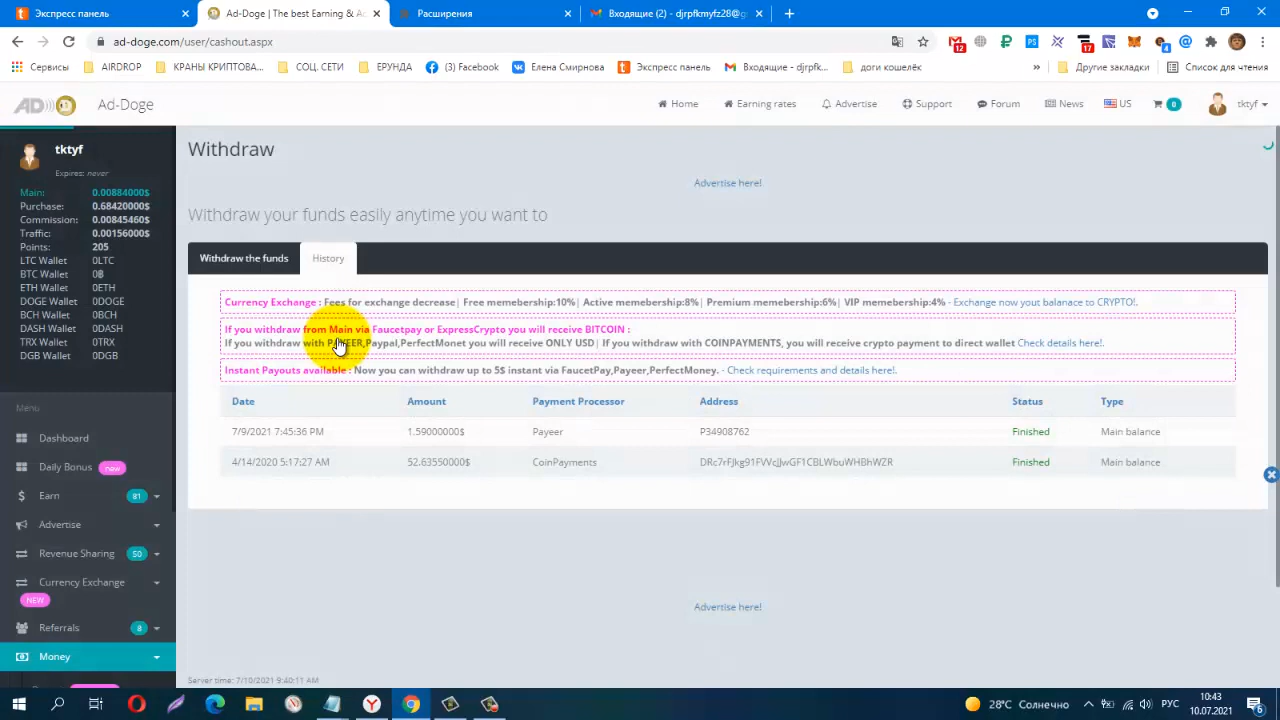 Экспресс панель
Ad-Doge | The best Earning & Ad
Расширения
Входящие (2) - djrpfkmyfz28@g
ad-doge.com/user/cashout.aspx
12
17
4
Сервисы
AIRDROP
КРАНЫ КРИПТОВА...
СОЦ. СЕТИ
ЕРУНДА
(3) Facebook
Елена Смирнова
Экспресс панель
Входящие - djrpfk...
доги кошелёк
»
Другие закладки
Список для чтения
AD
Ad-Doge
Home
Earning rates
Advertise
Support
Forum
News
US
0
tktyf
tktyf
Expires: never
Main: 0.00884000$
Purchase: 0.68420000$
Commission: 0.00845460$
Traffic: 0.00156000$
Points: 205
LTC Wallet 0LTC
BTC Wallet 0฿
ETH Wallet 0ETH
DOGE Wallet 0DOGE
BCH Wallet 0BCH
DASH Wallet 0DASH
TRX Wallet 0TRX
DGB Wallet 0DGB
Menu
Dashboard
Daily Bonus new
Earn 81
Advertise
Revenue Sharing 50
Currency Exchange
NEW
Referrals 8
Money
Withdraw
Advertise here!
Withdraw your funds easily anytime you want to
Withdraw the funds
History
Currency Exchange : Fees for exchange decrease| Free memebership:10%| Active memebership:8%| Premium memebership:6%| VIP memebership:4% - Exchange now yout balanace to CRYPTO!.
If you withdraw from Main via Faucetpay or ExpressCrypto you will receive BITCOIN :
If you withdraw with PAYEER,Paypal,PerfectMonet you will receive ONLY USD| If you withdraw with COINPAYMENTS, you will receive crypto payment to direct wallet Check details here!.
Instant Payouts available : Now you can withdraw up to 5$ instant via FaucetPay,Payeer,PerfectMoney. - Check requirements and details here!.
Date Amount Payment Processor Address Status Type
7/9/2021 7:45:36 PM 1.59000000$ Payeer P34908762 Finished Main balance
4/14/2020 5:17:27 AM 52.63550000$ CoinPayments Finished Main balance
Advertise here!
Server time: 7/10/2021 9:40:11 AM
28°C Солнечно
РУС
10:43
10.07.2021
6